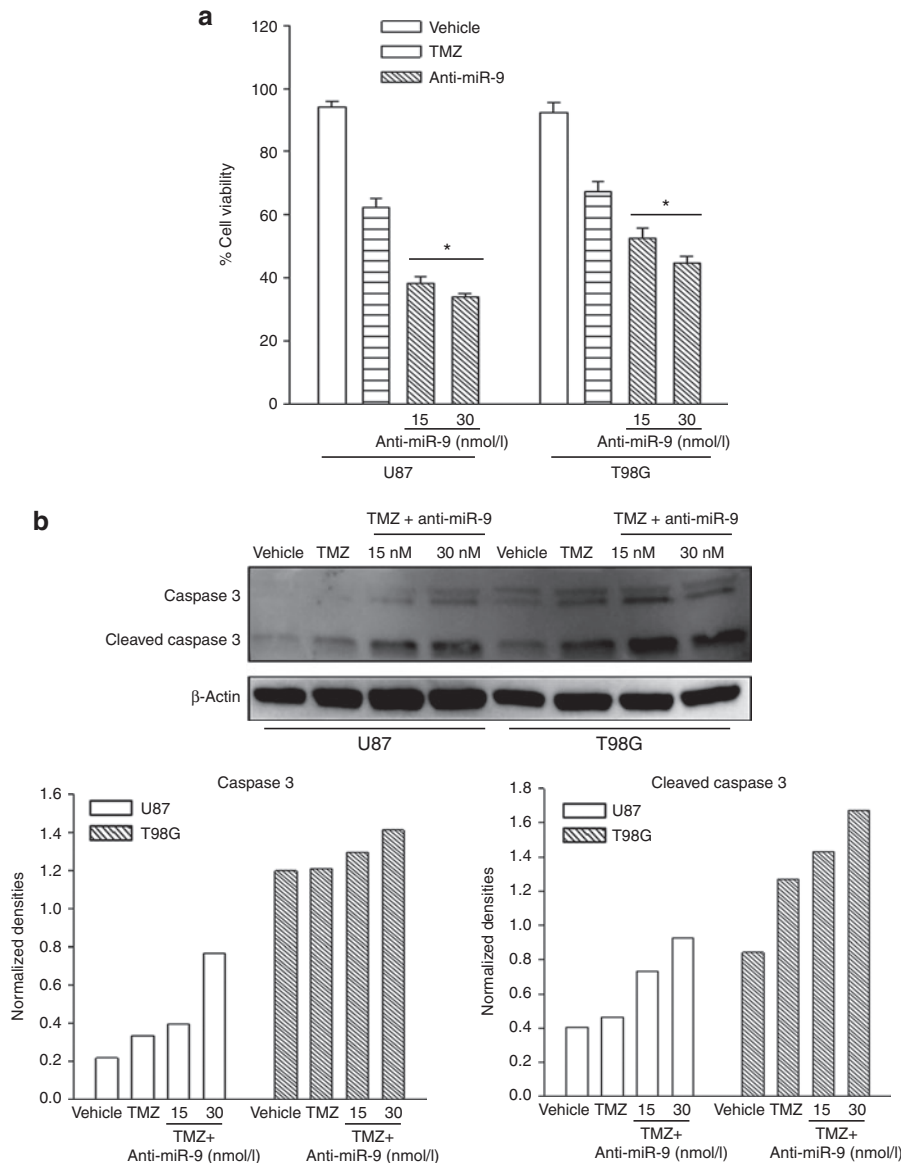 a
120
100
80
60
40
20
0
% Cell viability
Vehicle
TMZ
Anti-miR-9
*
*
15 30 15 30
Anti-miR-9 (nmol/l) Anti-miR-9 (nmol/l)
U87 T98G
b
TMZ + anti-miR-9 TMZ + anti-miR-9
Vehicle TMZ 15 nM 30 nM Vehicle TMZ 15 nM 30 nM
Caspase 3
Cleaved caspase 3
β-Actin
U87 T98G
Caspase 3
U87
T98G
1.6
1.4
1.2
1.0
0.8
0.6
0.4
0.2
0.0
Normalized densities
Vehicle TMZ 15 30 Vehicle TMZ 15 30
TMZ+ TMZ+
Anti-miR-9 (nmol/l) Anti-miR-9 (nmol/l)
Cleaved caspase 3
U87
T98G
1.8
1.6
1.4
1.2
1.0
0.8
0.6
0.4
0.2
0.0
Normalized densities
Vehicle TMZ 15 30 Vehicle TMZ 15 30
TMZ+ TMZ+
Anti-miR-9 (nmol/l) Anti-miR-9 (nmol/l)